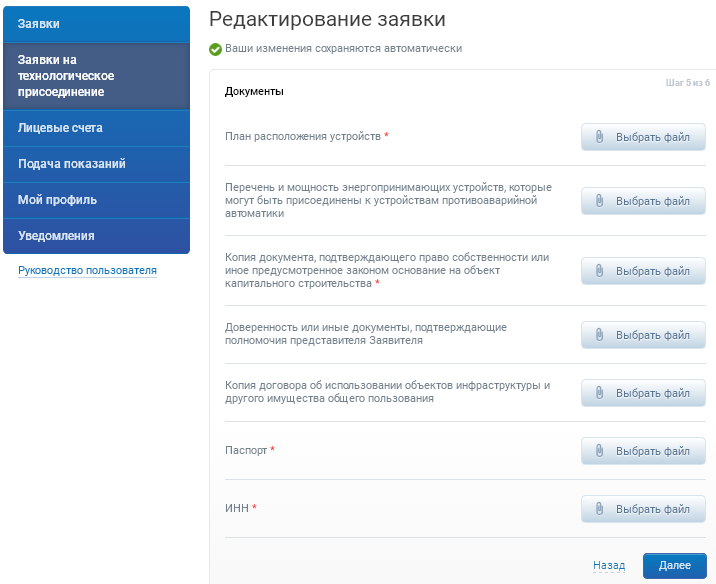 Заявки
Заявки на
технологическое
присоединение
Лицевые счета
Подача показаний
Мой профиль
Уведомления
Руководство пользователя
Редактирование заявки
Ваши изменения сохраняются автоматически
Шаг 5 из 6
Документы
План расположения устройств *
Выбрать файл
Перечень и мощность энергопринимающих устройств, которые
могут быть присоединены к устройствам противоаварийной
автоматики
Выбрать файл
Копия документа, подтверждающего право собственности или
иное предусмотренное законом основание на объект
капитального строительства *
Выбрать файл
Доверенность или иные документы, подтверждающие
полномочия представителя Заявителя
Выбрать файл
Копия договора об использовании объектов инфраструктуры и
другого имущества общего пользования
Выбрать файл
Паспорт *
Выбрать файл
ИНН *
Выбрать файл
Назад
Далее